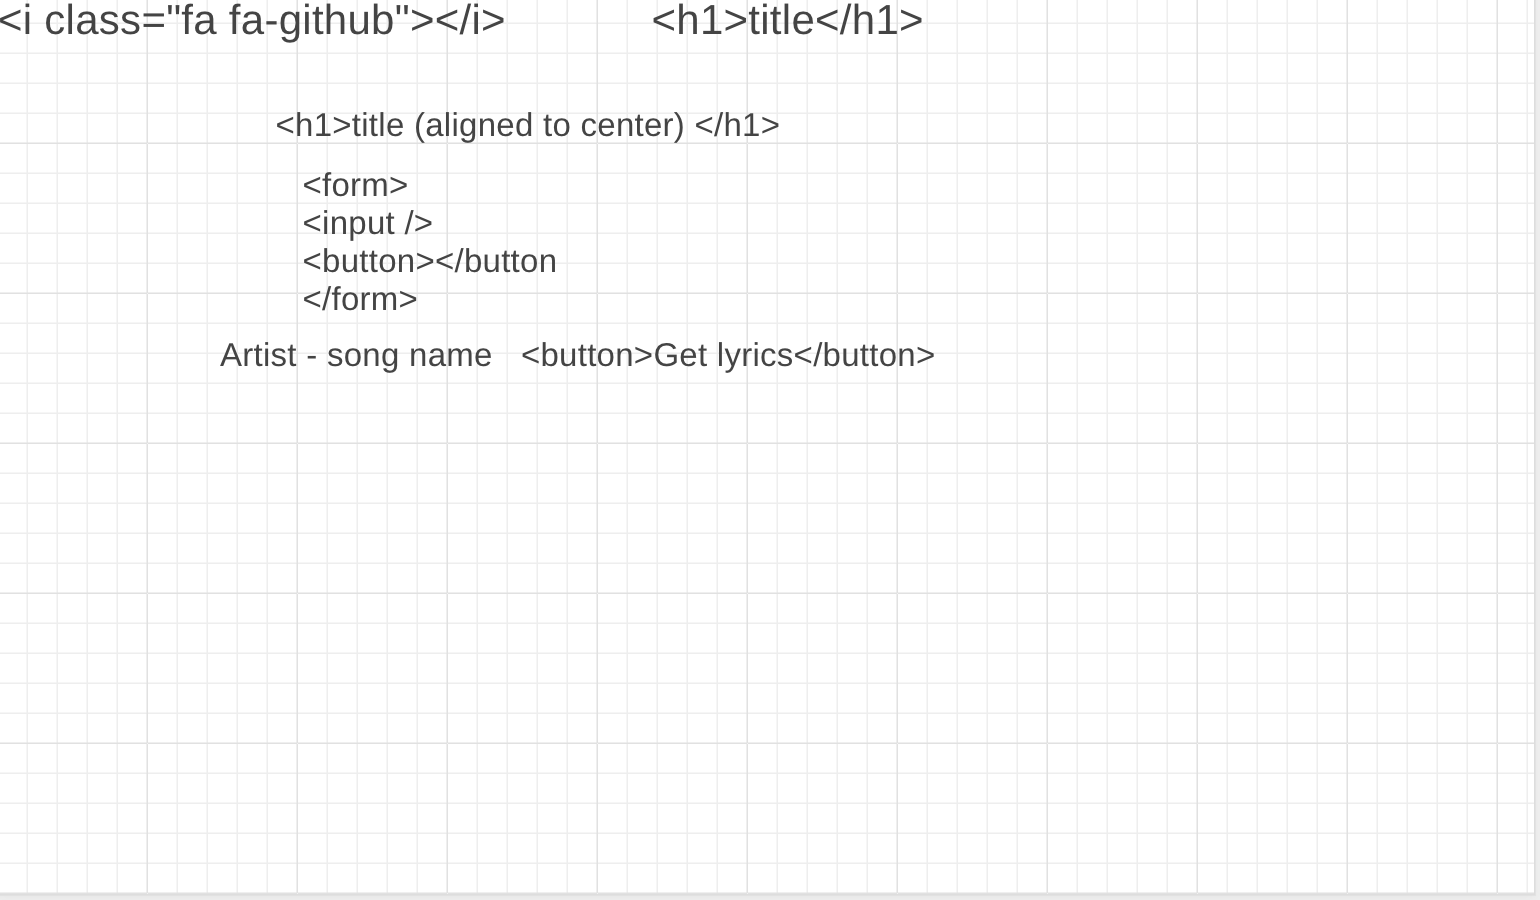 <i class="fa fa-github"></i> <h1>title</h1>
<h1>title (aligned to center) </h1>
<form>
<input />
<button></button
</form>
Artist - song name <button>Get lyrics</button>